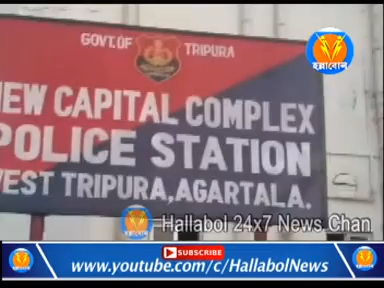 GOVT.OF TRIPURA
NEW CAPITAL COMPLEX
POLICE STATION
WEST TRIPURA,AGARTALA.
হল্লাবোল
Hallabol 24x7 News Chan
SUBSCRIBE
www.youtube.com/c/HallabolNews